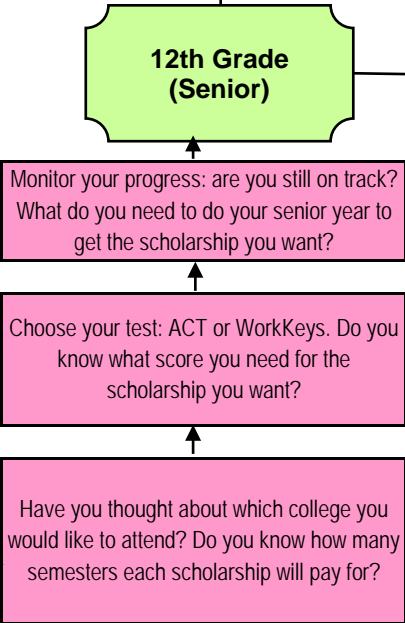 12th Grade
(Senior)
Monitor your progress: are you still on track?
What do you need to do your senior year to
get the scholarship you want?
Choose your test: ACT or WorkKeys. Do you
know what score you need for the
scholarship you want?
Have you thought about which college you
would like to attend? Do you know how many
semesters each scholarship will pay for?